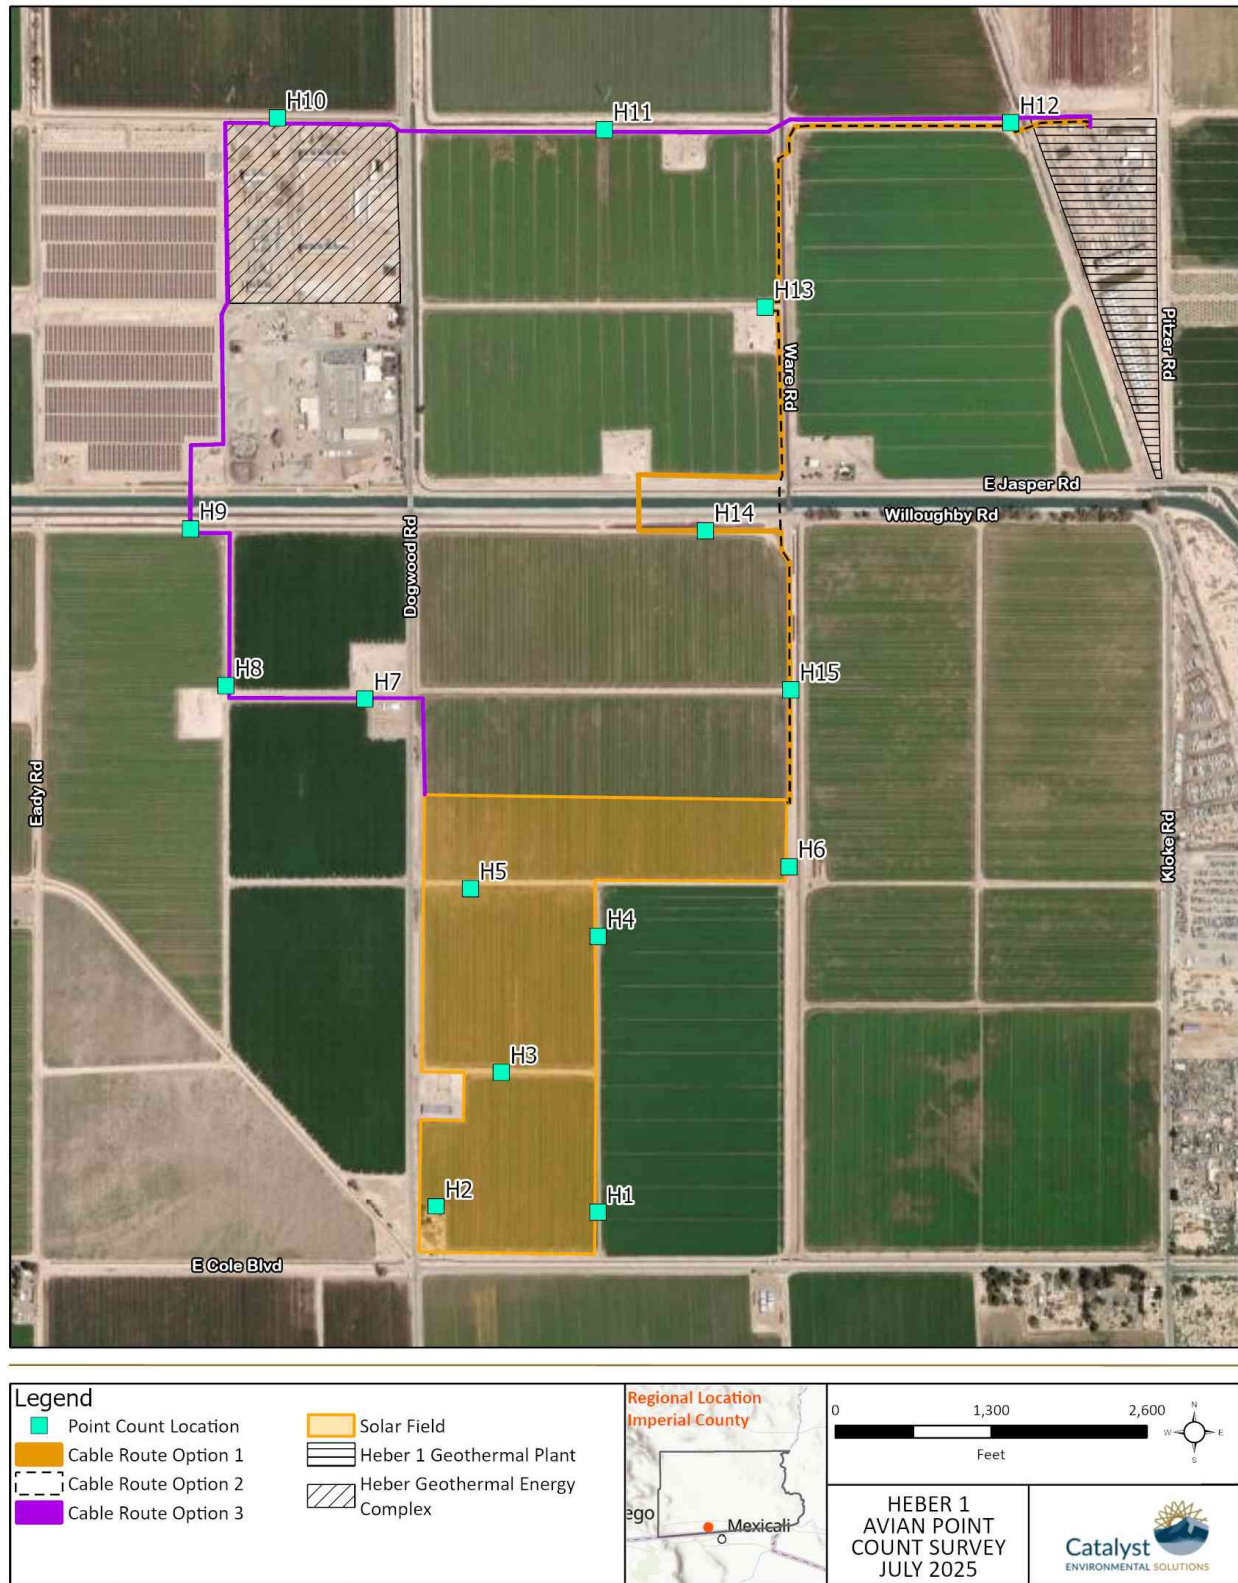 H10
H11
H12
H13
Ware Rd
Pitzer Rd
E Jasper Rd
Willoughby Rd
H9
H14
Dogwood Rd
H8
H7
H15
Eady Rd
Kloke Rd
H6
H5
H4
H3
H2
H1
E Cole Blvd
Legend
Point Count Location
Cable Route Option 1
Cable Route Option 2
Cable Route Option 3
Solar Field
Heber 1 Geothermal Plant
Heber Geothermal Energy
Complex
Regional Location
Imperial County
ego
Mexicali
0 1,300 2,600
Feet
N
W E
S
HEBER 1
AVIAN POINT
COUNT SURVEY
JULY 2025
Catalyst
ENVIRONMENTAL SOLUTIONS